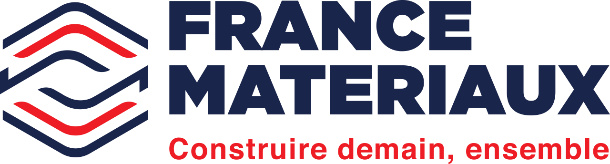 FRANCE
MATERIAUX
Construire demain, ensemble